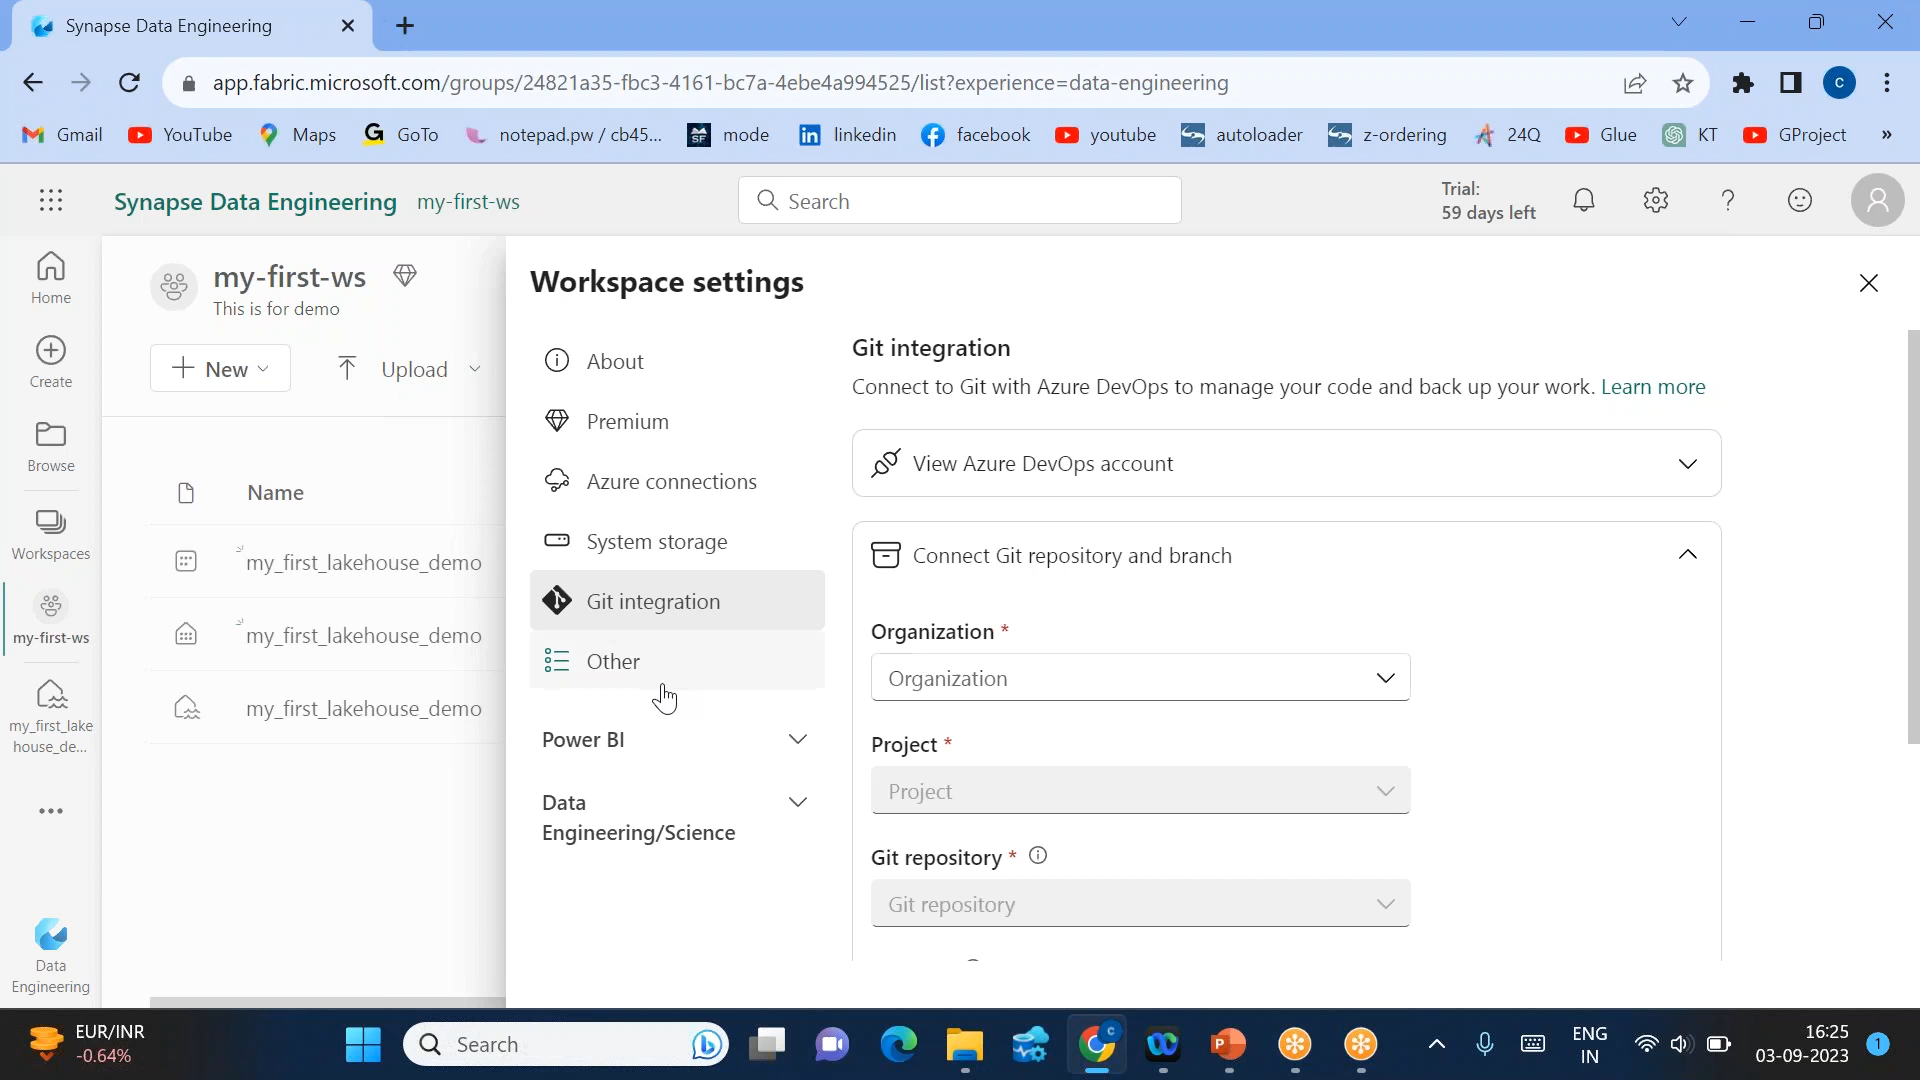 Synapse Data Engineering
app.fabric.microsoft.com/groups/24821a35-fbc3-4161-bc7a-4ebe4a994525/list?experience=data-engineering
C
Gmail YouTube Maps GoTo notepad.pw / cb45... mode linkedin facebook youtube autoloader z-ordering 24Q Glue KT GProject »
Synapse Data Engineering my-first-ws
Search
Trial:
59 days left
Home
Create
Browse
Workspaces
my-first-ws
my_first_lake
house_de...
Data
Engineering
my-first-ws
This is for demo
New
Upload
Name
my_first_lakehouse_demo
my_first_lakehouse_demo
my_first_lakehouse_demo
Workspace settings
About
Premium
Azure connections
System storage
Git integration
Other
Power BI
Data
Engineering/Science
Git integration
Connect to Git with Azure DevOps to manage your code and back up your work. Learn more
View Azure DevOps account
Connect Git repository and branch
Organization *
Organization
Project *
Project
Git repository *
Git repository
EUR/INR
-0.64%
Search
ENG
IN
16:25
03-09-2023
1